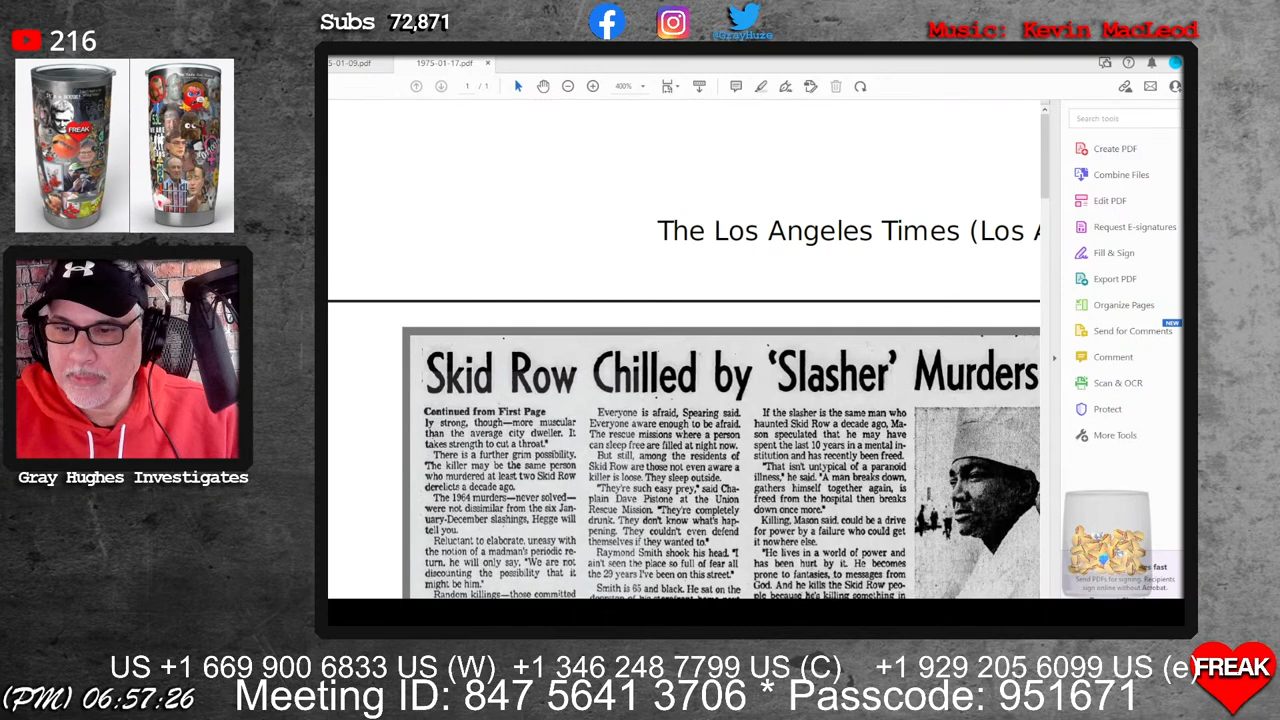 Subs 72,871
@GrayHuze
Music: Kevin MacLeod
216
FREAK
Gray Hughes Investigates
5-01-09.pdf
1975-01-17.pdf
1 / 1
400%
Search tools
Create PDF
Combine Files
Edit PDF
Request E-signatures
Fill & Sign
Export PDF
Organize Pages
NEW
Send for Comments
Comment
Scan & OCR
Protect
More Tools
The Los Angeles Times (Los A
Skid Row Chilled by 'Slasher' Murders
Continued from First Page
ly strong, though—more muscular
than the average city dweller. It
takes strength to cut a throat."
There is a further grim possibility.
The killer may be the same person
who murdered at least two Skid Row
derelicts a decade ago.
The 1964 murders—never solved—
were not dissimilar from the six Jan-
uary-December slashings, Hegge will
tell you.
Reluctant to elaborate, uneasy with
the notion of a madman's periodic re-
turn, he will only say, "We are not
discounting the possibility that it
might be him."
Random killings—those committed
Everyone is afraid, Spearing said.
Everyone aware enough to be afraid.
The rescue missions where a person
can sleep free are filled at night now.
But still, among the residents of
Skid Row are those not even aware a
killer is loose. They sleep outside.
"They're such easy prey," said Cha-
plain Dave Pistone at the Union
Rescue Mission. "They're completely
drunk. They don't know what's hap-
pening. They couldn't even defend
themselves if they wanted to."
Raymond Smith shook his head. "I
ain't seen the place so full of fear all
the 29 years I've been on this street."
Smith is 65 and black. He sat on the
If the slasher is the same man who
haunted Skid Row a decade ago, Ma-
son speculated that he may have
spent the last 10 years in a mental in-
stitution and has recently been freed.
"That isn't untypical of a paranoid
illness," he said. "A man breaks down,
gathers himself together again, is
freed from the hospital then breaks
down once more."
Killing, Mason said, could be a drive
for power by a failure who could get
it nowhere else.
"He lives in a world of power and
has been hurt by it. He becomes
prone to fantasies, to messages from
God. And he kills the Skid Row peo-
ple because he's killing something in
s fast
Send PDFs for signing. Recipients
sign online without Acrobat.
US +1 669 900 6833 US (W) +1 346 248 7799 US (C) +1 929 205 6099 US (e)
FREAK
(PM) 06:57:26
Meeting ID: 847 5641 3706 * Passcode: 951671